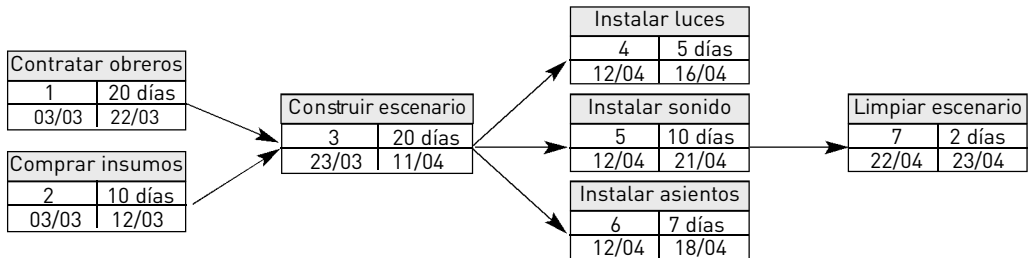 Contratar obreros
1 20 días
03/03 22/03
Comprar insumos
2 10 días
03/03 12/03
Construir escenario
3 20 días
23/03 11/04
Instalar luces
4 5 días
12/04 16/04
Instalar sonido
5 10 días
12/04 21/04
Instalar asientos
6 7 días
12/04 18/04
Limpiar escenario
7 2 días
22/04 23/04